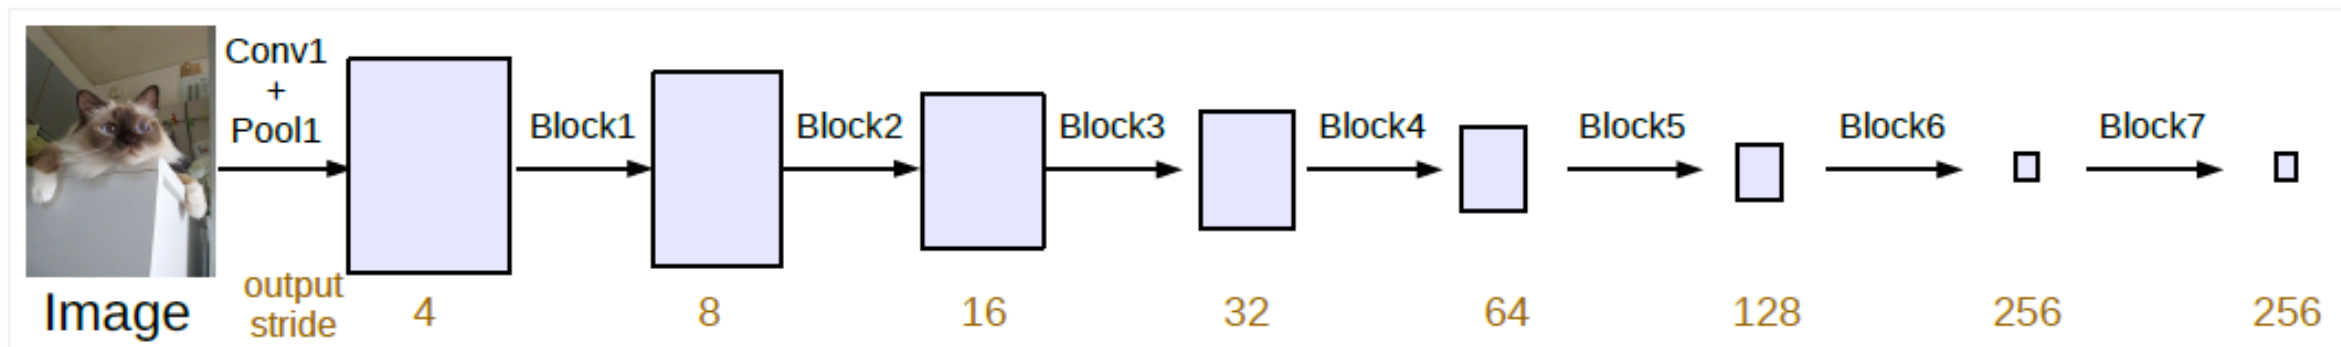 Conv1
+
Pool1
Block1
Block2
Block3
Block4
Block5
Block6
Block7
Image
output
stride
4
8
16
32
64
128
256
256